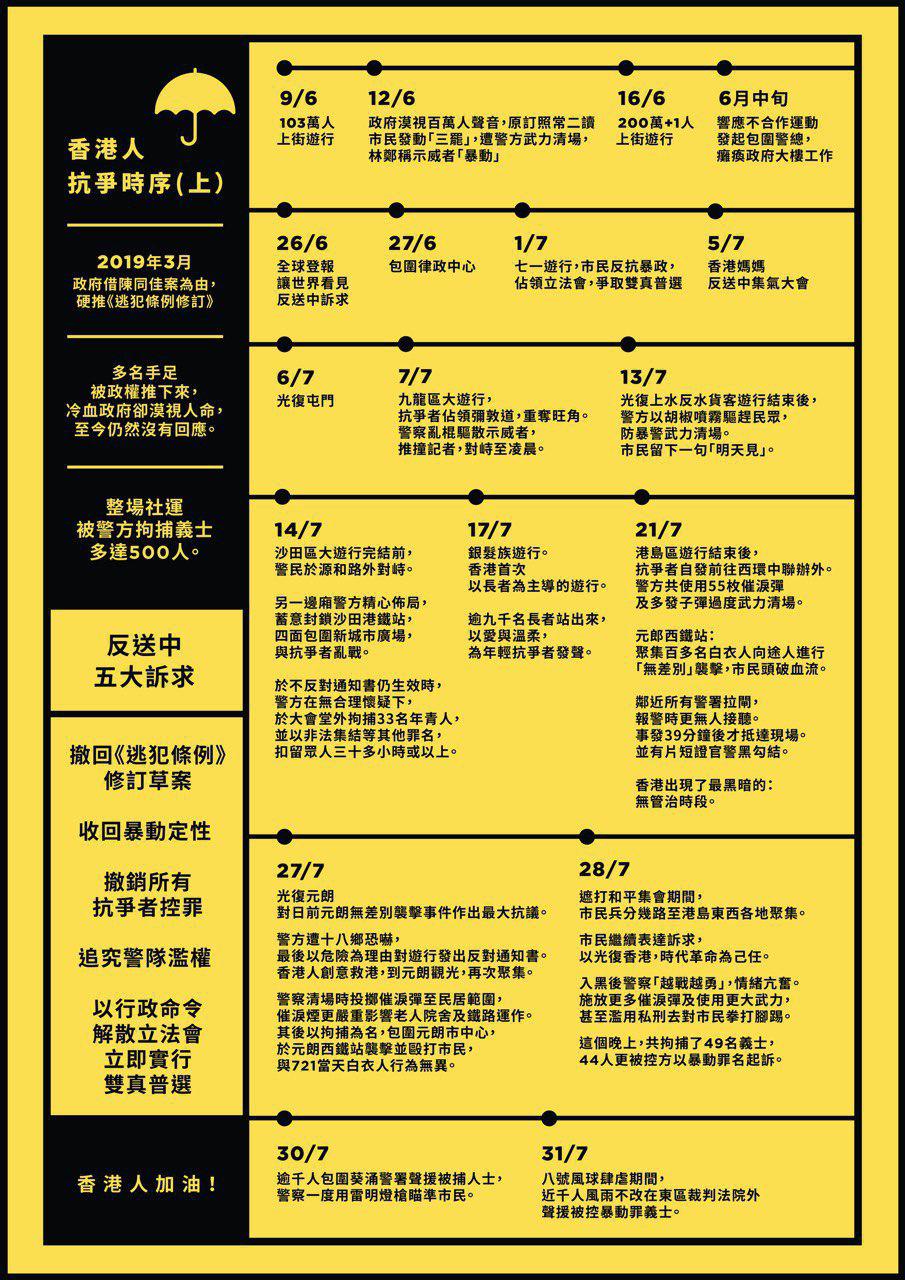 香港人
抗爭時序(上)
2019年3月
政府借陳同佳案為由，
硬推《逃犯條例修訂》
多名手足
被政權推下來，
冷血政府卻漠視人命，
至今仍然沒有回應。
整場社運
被警方拘捕義士
多達500人。
反送中
五大訴求
撤回《逃犯條例》
修訂草案
收回暴動定性
撤銷所有
抗爭者控罪
追究警隊濫權
以行政命令
解散立法會
立即實行
雙真普選
香港人加油！
9/6
103萬人
上街遊行
12/6
政府漠視百萬人聲音，原訂照常二讀
市民發動「三罷」，遭警方武力清場，
林鄭稱示威者「暴動」
16/6
200萬+1人
上街遊行
6月中旬
響應不合作運動
發起包圍警總，
癱瘓政府大樓工作
26/6
全球登報
讓世界看見
反送中訴求
27/6
包圍律政中心
1/7
七一遊行，市民反抗暴政，
佔領立法會，爭取雙真普選
5/7
香港媽媽
反送中集氣大會
6/7
光復屯門
7/7
九龍區大遊行，
抗爭者佔領彌敦道，重奪旺角。
警察亂棍驅散示威者，
推撞記者，對峙至凌晨。
13/7
光復上水反水貨客遊行結束後，
警方以胡椒噴霧驅趕民眾，
防暴警武力清場。
市民留下一句「明天見」。
14/7
沙田區大遊行完結前，
警民於源和路外對峙。
另一邊廂警方精心佈局，
蓄意封鎖沙田港鐵站，
四面包圍新城市廣場，
與抗爭者亂戰。
於不反對通知書仍生效時，
警方在無合理懷疑下，
於大會堂外拘捕33名年青人，
並以非法集結等其他罪名，
扣留眾人三十多小時或以上。
17/7
銀髮族遊行。
香港首次
以長者為主導的遊行。
逾九千名長者站出來，
以愛與溫柔，
為年輕抗爭者發聲。
21/7
港島區遊行結束後，
抗爭者自發前往西環中聯辦外。
警方共使用55枚催淚彈
及多發子彈過度武力清場。
元郎西鐵站：
聚集百多名白衣人向途人進行
「無差別」襲擊，市民頭破血流。
鄰近所有警署拉閘，
報警時更無人接聽。
事發39分鐘後才抵達現場。
並有片短證官警黑勾結。
香港出現了最黑暗的：
無管治時段。
27/7
光復元朗
對日前元朗無差別襲擊事件作出最大抗議。
警方遭十八鄉恐嚇，
最後以危險為理由對遊行發出反對通知書。
香港人創意救港，到元朗觀光，再次聚集。
警察清場時投擲催淚彈至民居範圍，
催淚煙更嚴重影響老人院舍及鐵路運作。
其後以拘捕為名，包圍元朗市中心，
於元朗西鐵站襲擊並毆打市民，
與721當天白衣人行為無異。
28/7
遮打和平集會期間，
市民兵分幾路至港島東西各地聚集。
市民繼續表達訴求，
以光復香港，時代革命為己任。
入黑後警察「越戰越勇」，情緒亢奮。
施放更多催淚彈及使用更大武力，
甚至濫用私刑去對市民拳打腳踢。
這個晚上，共拘捕了49名義士，
44人更被控方以暴動罪名起訴。
30/7
逾千人包圍葵涌警署聲援被捕人士，
警察一度用雷明燈槍瞄準市民。
31/7
八號風球肆虐期間，
近千人風雨不改在東區裁判法院外
聲援被控暴動罪義士。